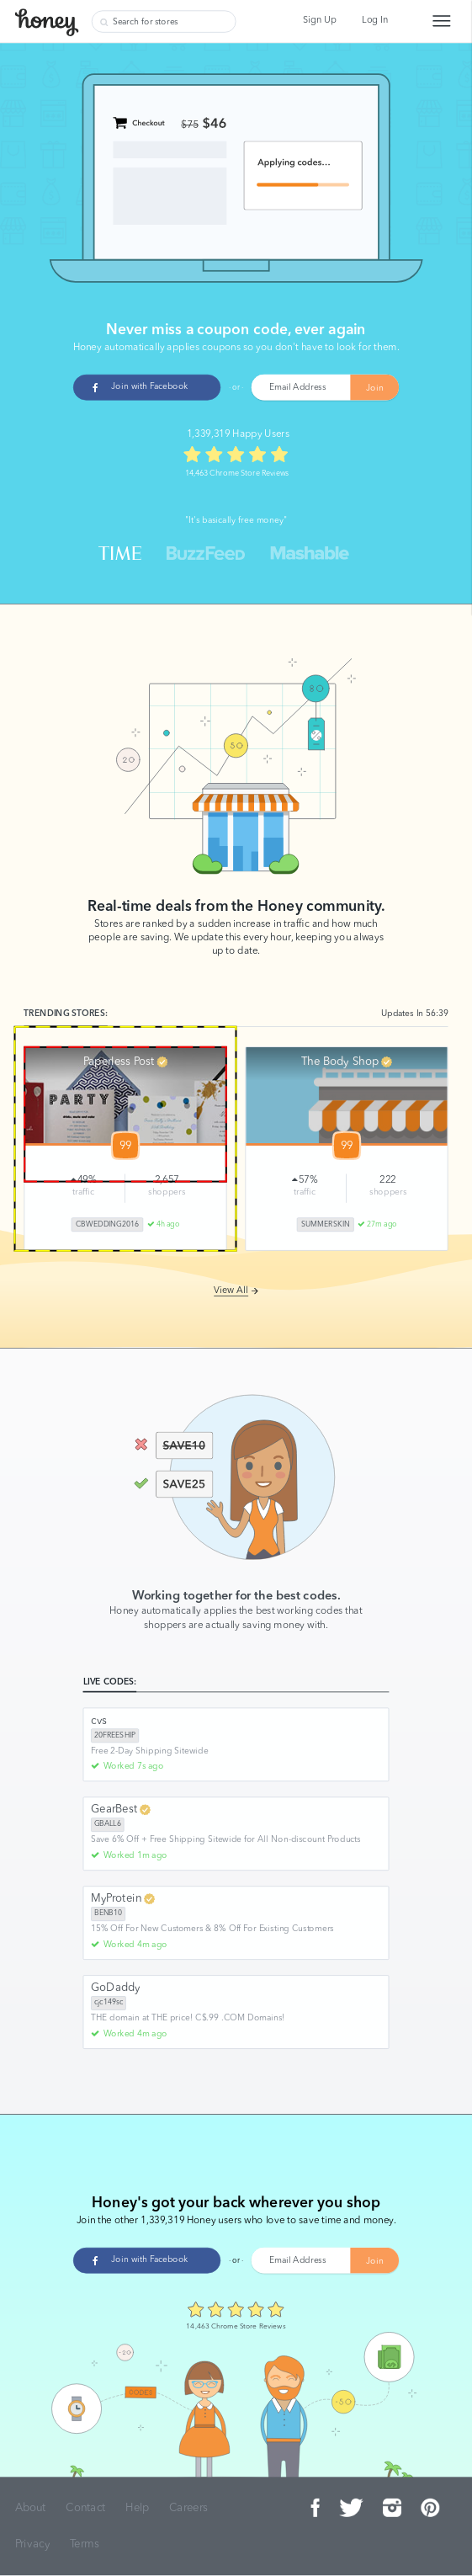 honey
Search for stores
Sign Up
Log In
Checkout
$75 $46
Applying codes...
Never miss a coupon code, ever again
Honey automatically applies coupons so you don't have to look for them.
Join with Facebook
or
Email Address
Join
1,339,319 Happy Users
14,463 Chrome Store Reviews
"It's basically free money"
TIME
BuzzFeed
Mashable
80
50
20
Real-time deals from the Honey community.
Stores are ranked by a sudden increase in traffic and how much
people are saving. We update this every hour, keeping you always
up to date.
TRENDING STORES:
Updates In 56:39
Paperless Post
PARTY
99
49%
traffic
2,657
shoppers
CBWEDDING2016
4h ago
The Body Shop
99
57%
traffic
222
shoppers
SUMMERSKIN
27m ago
View All
SAVE10
SAVE25
Working together for the best codes.
Honey automatically applies the best working codes that
shoppers are actually saving money with.
LIVE CODES:
CVS
20FREESHIP
Free 2-Day Shipping Sitewide
Worked 7s ago
GearBest
GBALL6
Save 6% Off + Free Shipping Sitewide for All Non-discount Products
Worked 1m ago
MyProtein
BENB10
15% Off For New Customers & 8% Off For Existing Customers
Worked 4m ago
GoDaddy
cjc149sc
THE domain at THE price! C$.99 .COM Domains!
Worked 4m ago
Honey's got your back wherever you shop
Join the other 1,339,319 Honey users who love to save time and money.
Join with Facebook
or
Email Address
Join
14,463 Chrome Store Reviews
-20
CODES
-50
About
Contact
Help
Careers
Privacy
Terms